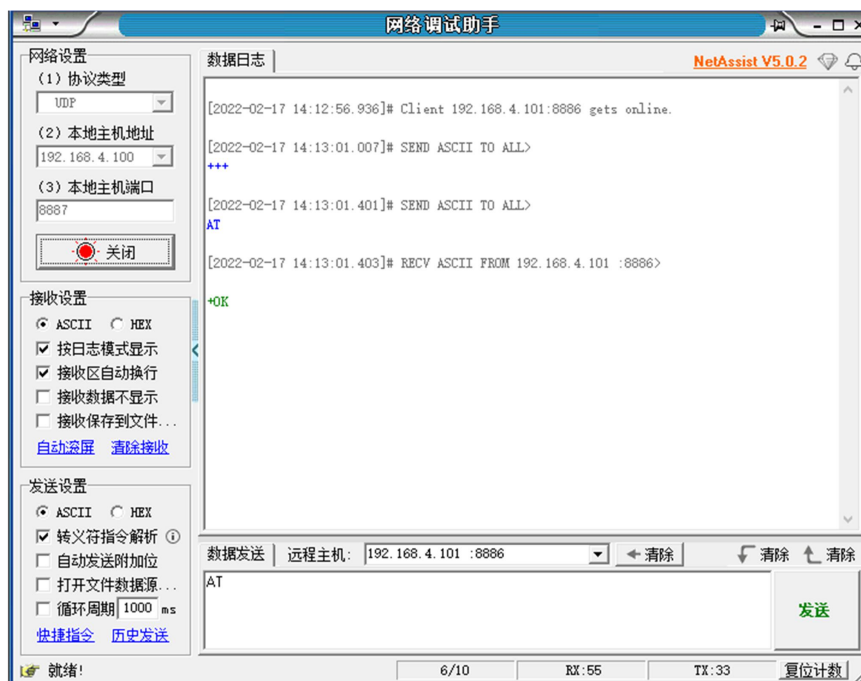 网络调试助手
网络设置
(1) 协议类型
UDP
(2) 本地主机地址
192.168.4.100
(3) 本地主机端口
8887
关闭
接收设置
ASCII HEX
按日志模式显示
接收区自动换行
接收数据不显示
接收保存到文件...
自动滚屏 清除接收
发送设置
ASCII HEX
转义符指令解析
自动发送附加位
打开文件数据源...
循环周期 1000 ms
快捷指令 历史发送
数据日志 NetAssist V5.0.2
[2022-02-17 14:12:56.936]# Client 192.168.4.101:8886 gets online.
[2022-02-17 14:13:01.007]# SEND ASCII TO ALL>
+++
[2022-02-17 14:13:01.401]# SEND ASCII TO ALL>
AT
[2022-02-17 14:13:01.403]# RECV ASCII FROM 192.168.4.101 :8886>
+OK
数据发送 远程主机: 192.168.4.101 :8886 清除 清除 清除
AT
发送
就绪! 6/10 RX:55 TX:33 复位计数